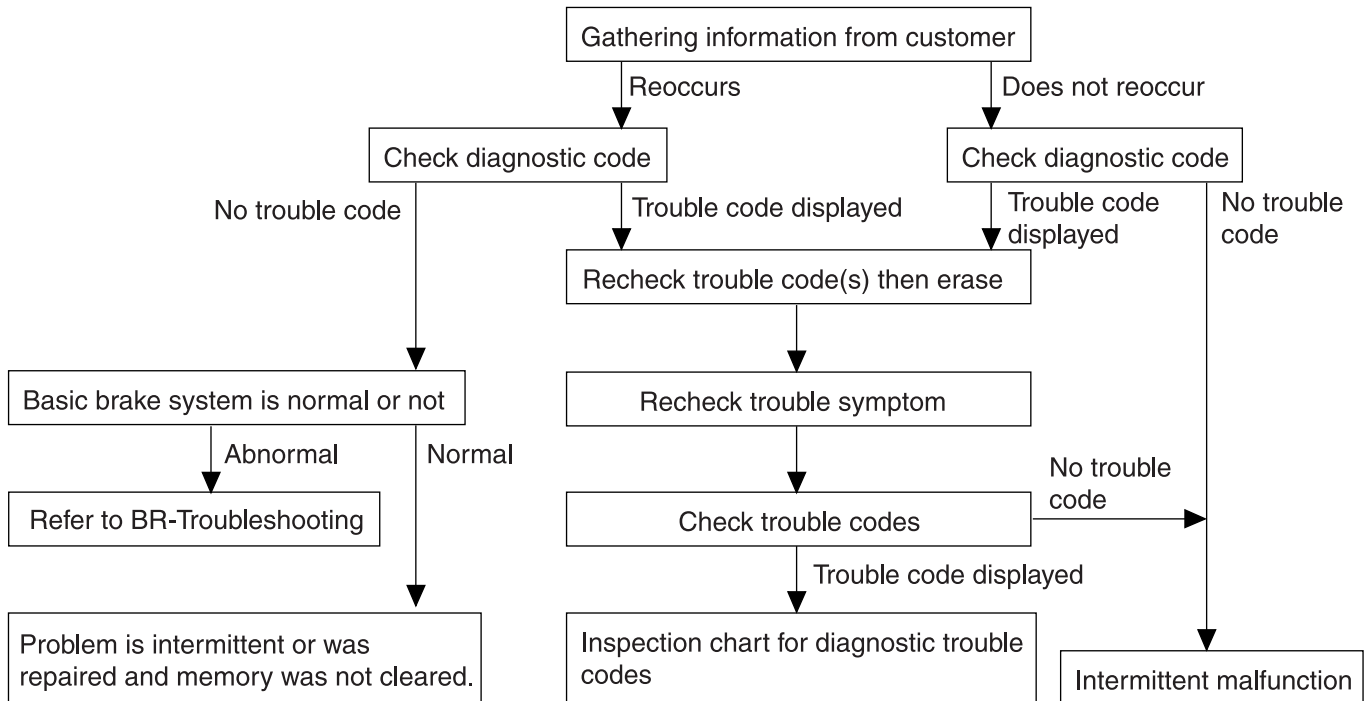 Gathering information from customer
Reoccurs
Does not reoccur
Check diagnostic code
Check diagnostic code
No trouble code
Trouble code displayed
Trouble code
displayed
No trouble
code
Recheck trouble code(s) then erase
Basic brake system is normal or not
Recheck trouble symptom
Abnormal
Normal
Refer to BR-Troubleshooting
Check trouble codes
No trouble
code
Trouble code displayed
Problem is intermittent or was
repaired and memory was not cleared.
Inspection chart for diagnostic trouble
codes
Intermittent malfunction